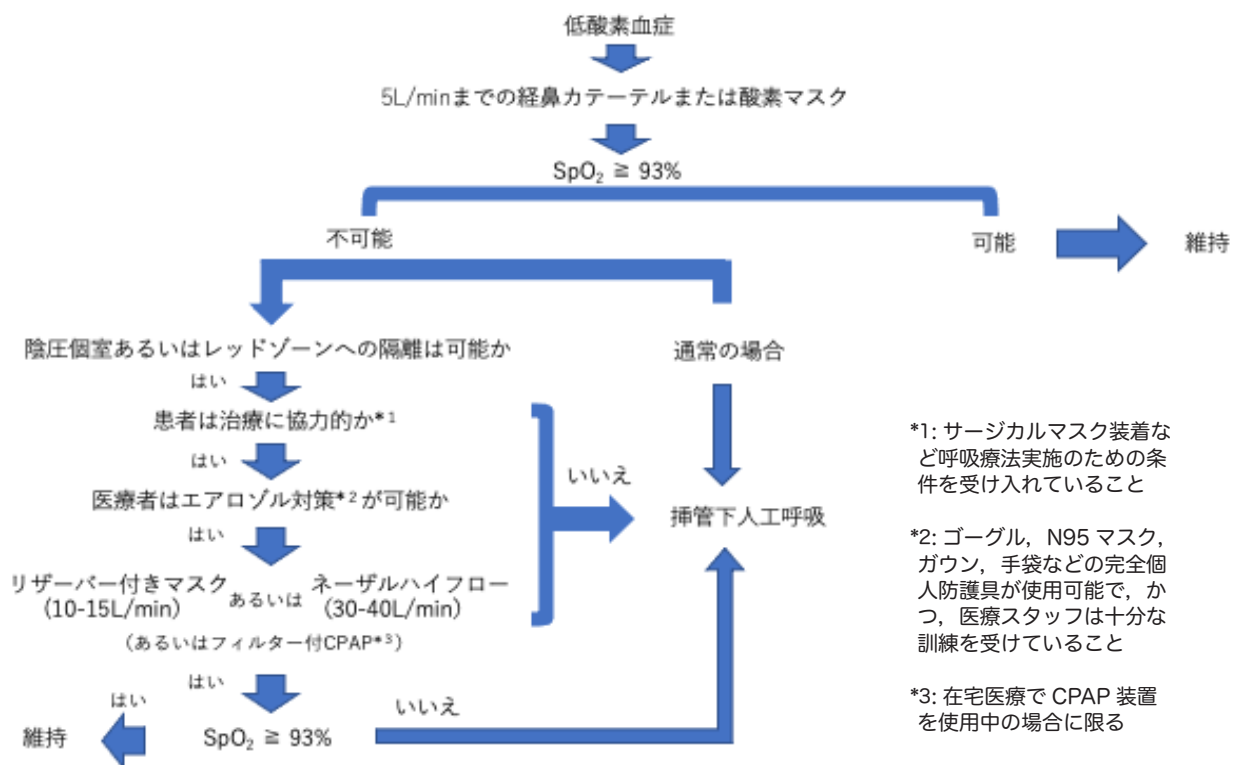 低酸素血症
5L/minまでの経鼻カテーテルまたは酸素マスク
SpO₂ ≧ 93%
不可能
可能
維持
陰圧個室あるいはレッドゾーンへの隔離は可能か
通常の場合
はい
患者は治療に協力的か*¹
はい
いいえ
医療者はエアロゾル対策*²が可能か
挿管下人工呼吸
はい
リザーバー付きマスク
(10-15L/min)
あるいは
ネーザルハイフロー
(30-40L/min)
（あるいはフィルター付CPAP*³）
はい
はい
いいえ
維持
SpO₂ ≧ 93%
*1: サージカルマスク装着な
ど呼吸療法実施のための条
件を受け入れていること
*2: ゴーグル，N95 マスク，
ガウン，手袋などの完全個
人防護具が使用可能で，か
つ，医療スタッフは十分な
訓練を受けていること
*3: 在宅医療で CPAP 装置
を使用中の場合に限る